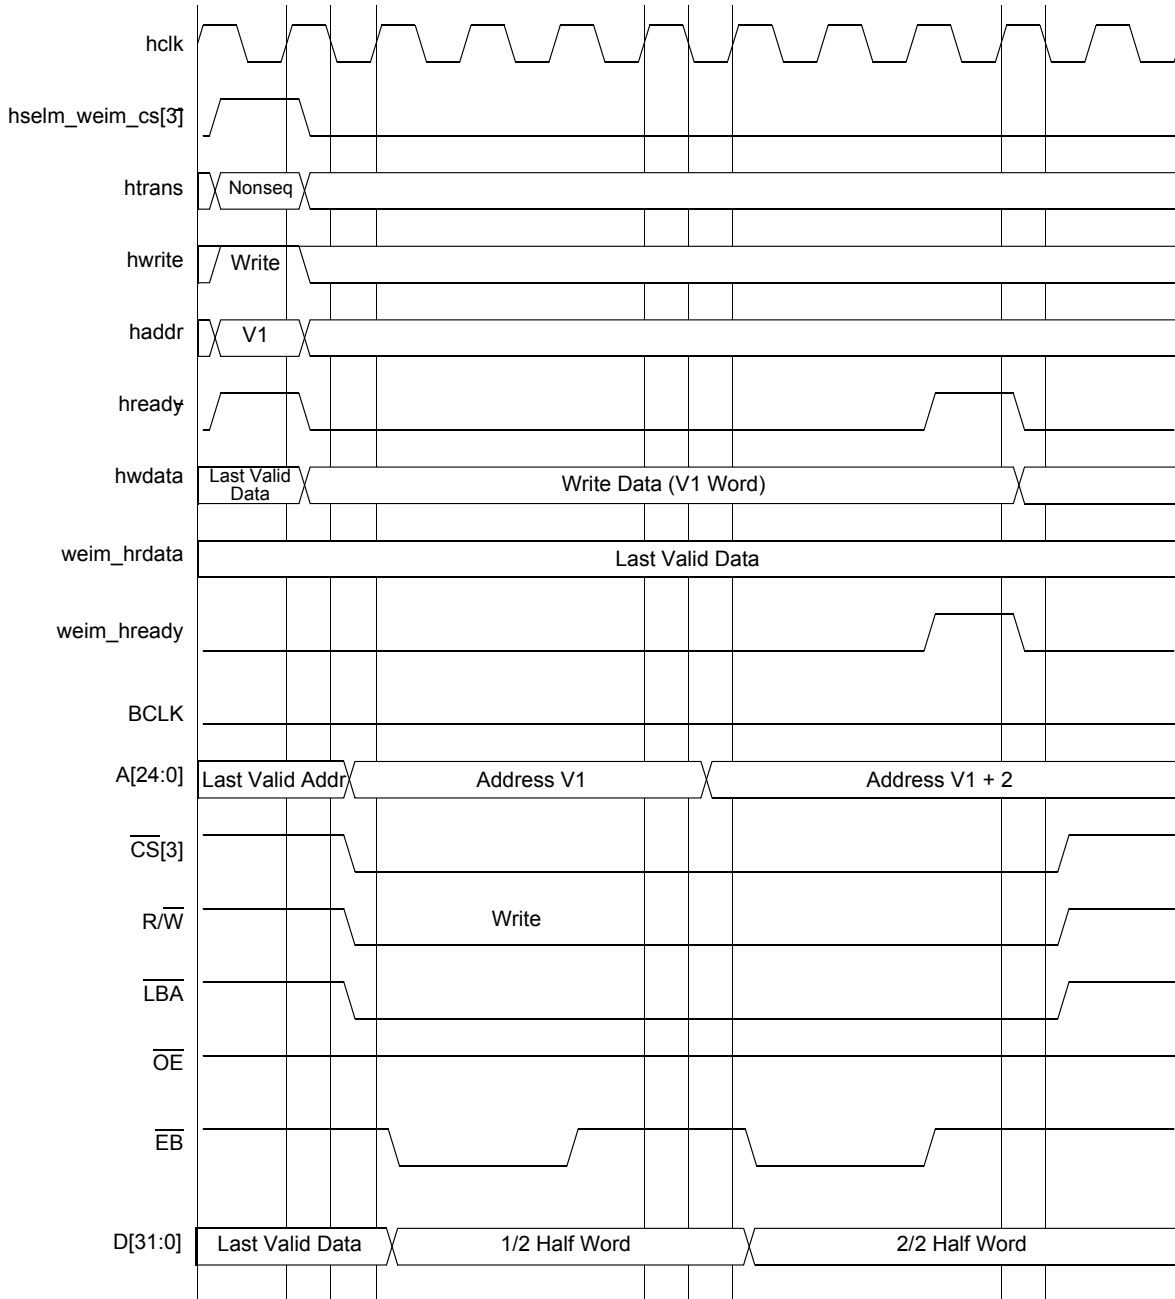 hclk
hselm_weim_cs[3]
htrans
Nonseq
hwrite
Write
haddr
V1
hready
hwdata
Last Valid
Data
Write Data (V1 Word)
weim_hrdata
Last Valid Data
weim_hready
BCLK
A[24:0]
Last Valid Addr
Address V1
Address V1 + 2
CS[3]
R/W
Write
LBA
OE
EB
D[31:0]
Last Valid Data
1/2 Half Word
2/2 Half Word